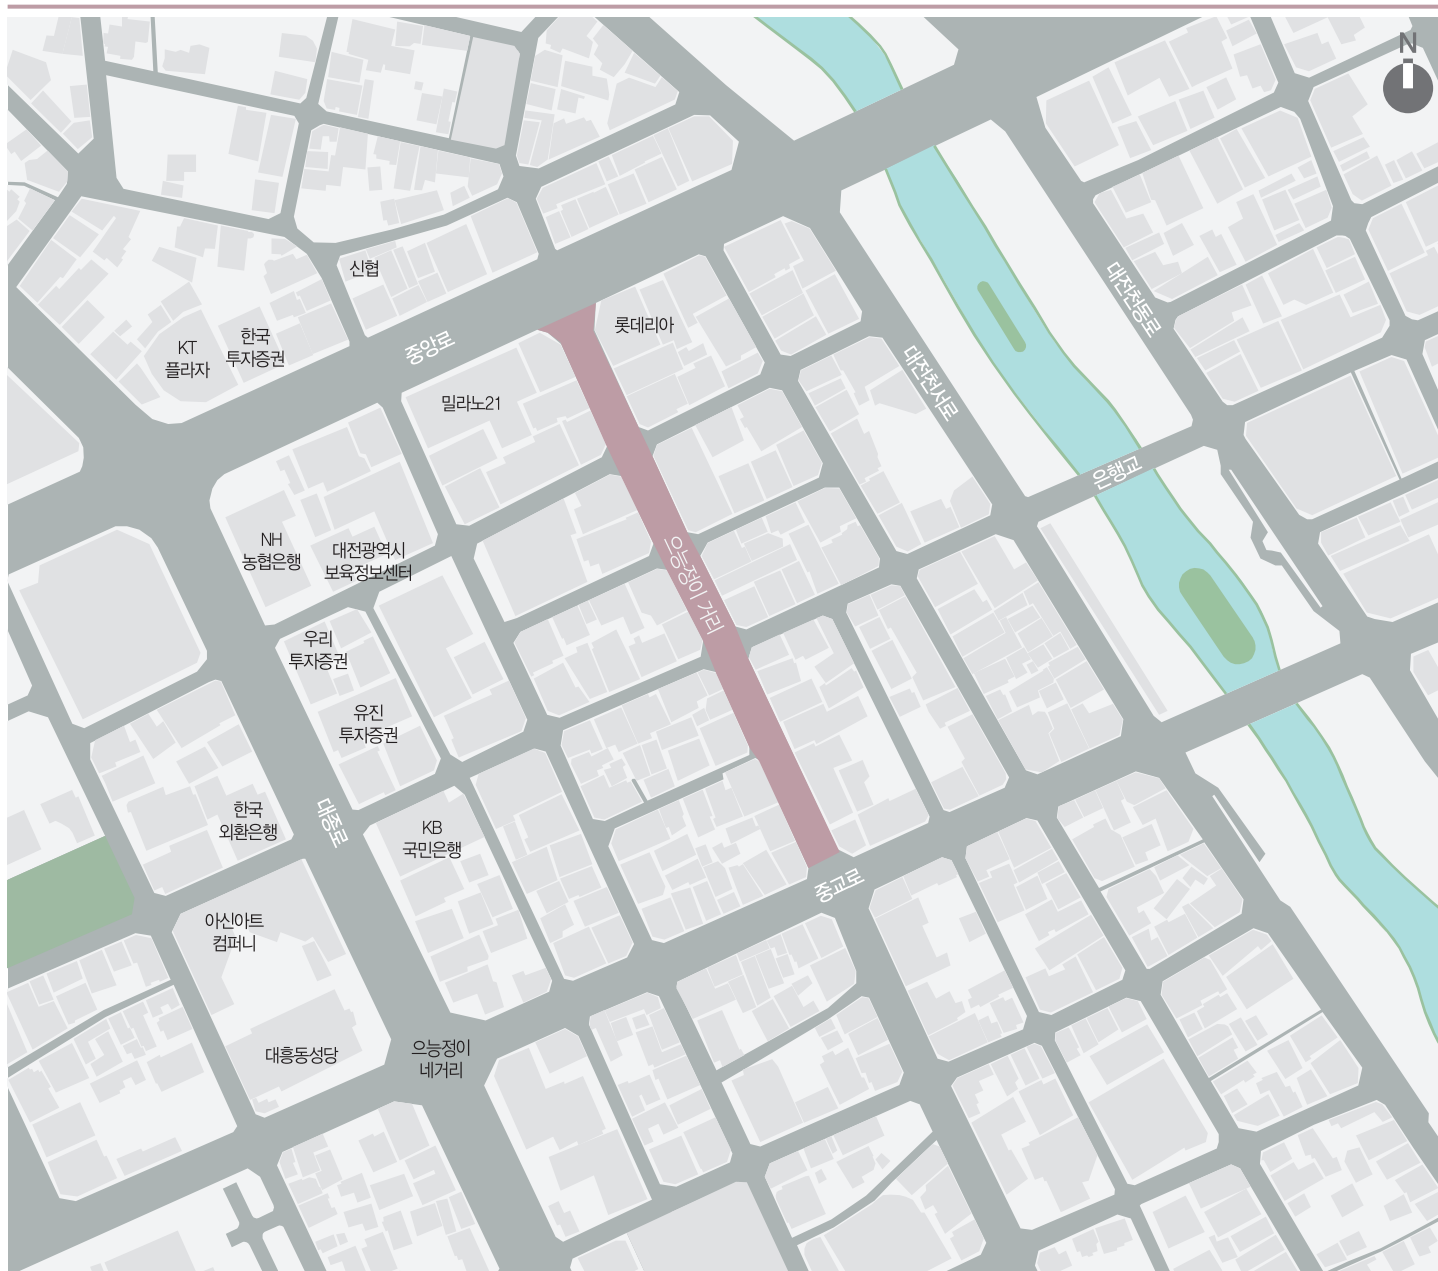 N
신협
롯데리아
한국
투자증권
KT
플라자
중앙로
대전천동로
대전천서로
밀라노21
은행교
NH
농협은행
대전광역시
보육정보센터
으능정이 거리
우리
투자증권
유진
투자증권
한국
외환은행
대종로
KB
국민은행
중교로
아신아트
컴퍼니
대흥동성당
으능정이
네거리